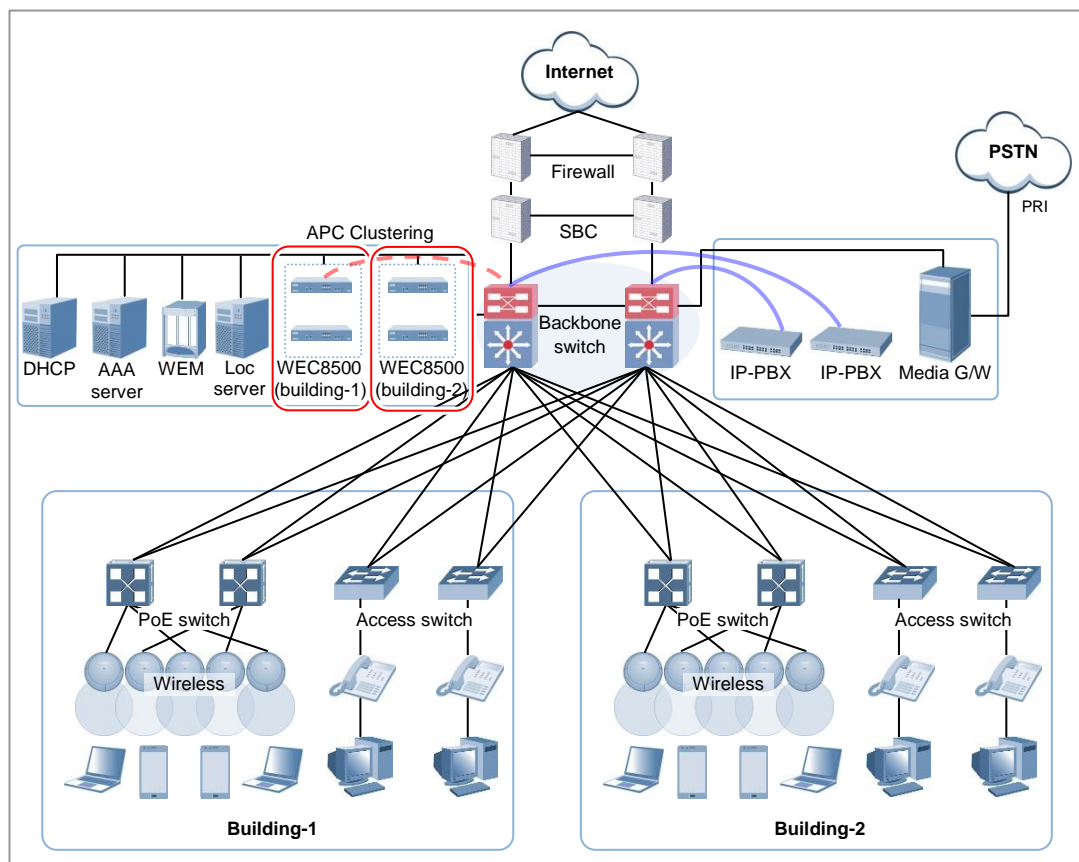 Internet
PSTN
Firewall
PRI
SBC
APC Clustering
Backbone
switch
DHCP
AAA
server
WEM
Loc
server
WEC8500
(building-1)
WEC8500
(building-2)
IP-PBX
IP-PBX
Media G/W
PoE switch
Access switch
Wireless
Building-1
PoE switch
Access switch
Wireless
Building-2